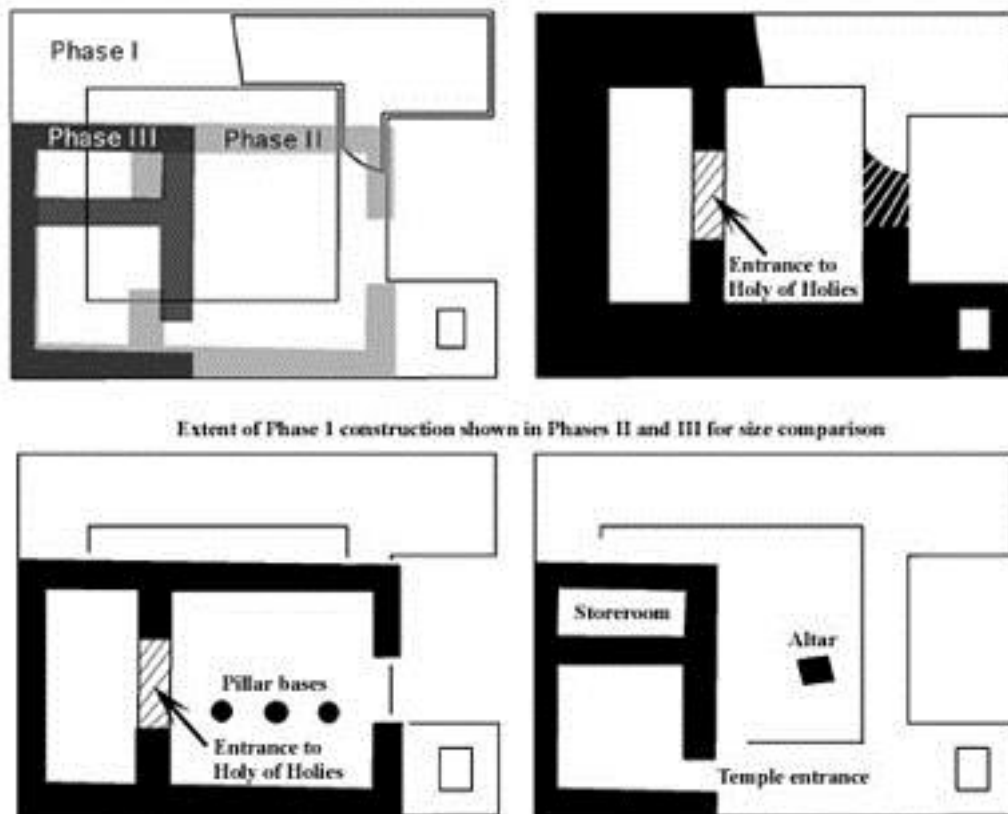 Phase I
Phase III
Phase II
Entrance to
Holy of Holies
Extent of Phase I construction shown in Phases II and III for size comparison
Pillar bases
Entrance to
Holy of Holies
Storeroom
Altar
Temple entrance